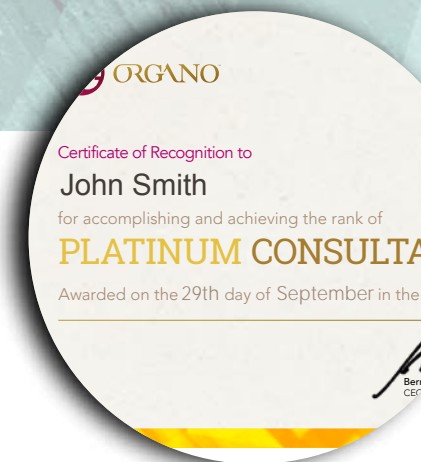 ORGANO
Certificate of Recognition to
John Smith
for accomplishing and achieving the rank of
PLATINUM CONSULTA
Awarded on the 29th day of September in the
Ber
CEO